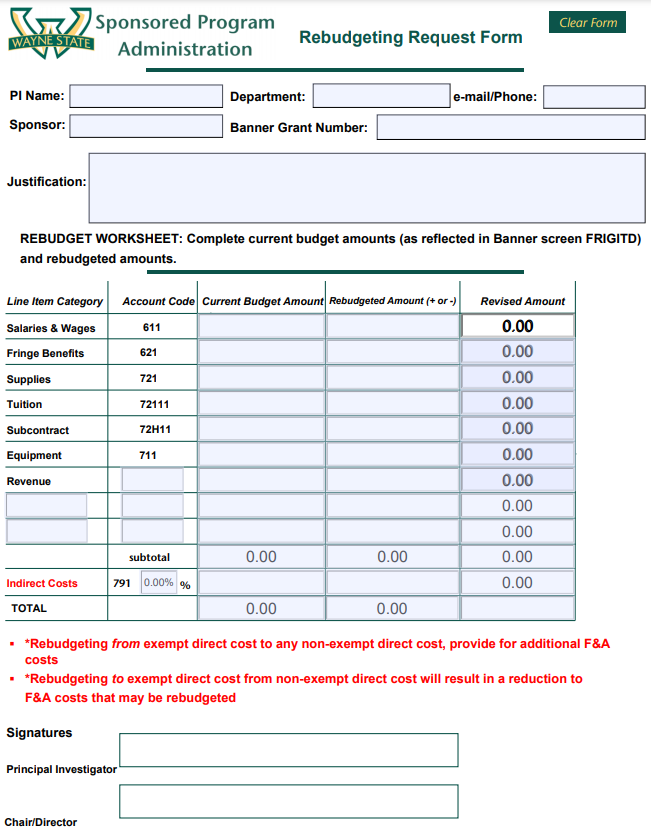 WAYNE STATE
Sponsored Program
Administration
Rebudgeting Request Form
Clear Form
PI Name:
Department:
e-mail/Phone:
Sponsor:
Banner Grant Number:
Justification:
REBUDGET WORKSHEET: Complete current budget amounts (as reflected in Banner screen FRIGITD)
and rebudgeted amounts.
Line Item Category Account Code Current Budget Amount Rebudgeted Amount (+ or -) Revised Amount
Salaries & Wages 611 0.00
Fringe Benefits 621 0.00
Supplies 721 0.00
Tuition 72111 0.00
Subcontract 72H11 0.00
Equipment 711 0.00
Revenue 0.00
0.00
0.00
subtotal 0.00 0.00 0.00
Indirect Costs 791 0.00% % 0.00
TOTAL 0.00 0.00
▪ *Rebudgeting from exempt direct cost to any non-exempt direct cost, provide for additional F&A
costs
▪ *Rebudgeting to exempt direct cost from non-exempt direct cost will result in a reduction to
F&A costs that may be rebudgeted
Signatures
Principal Investigator
Chair/Director